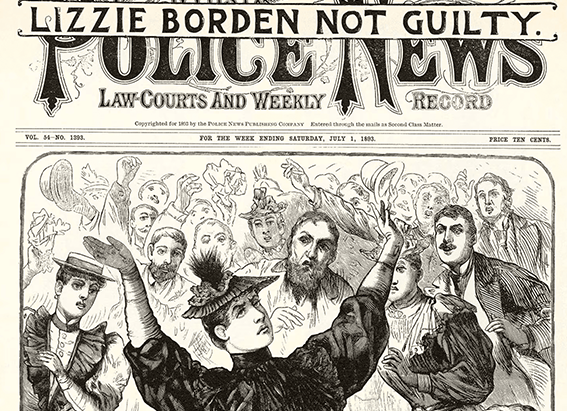 LIZZIE BORDEN NOT GUILTY.
POLICE NEWS
LAW-COURTS AND WEEKLY RECORD
Copyrighted for 1893 by the POLICE NEWS PUBLISHING COMPANY Entered through the mails as Second-Class Matter.
VOL. 54—NO. 1393. FOR THE WEEK ENDING SATURDAY, JULY 1, 1893. PRICE TEN CENTS.